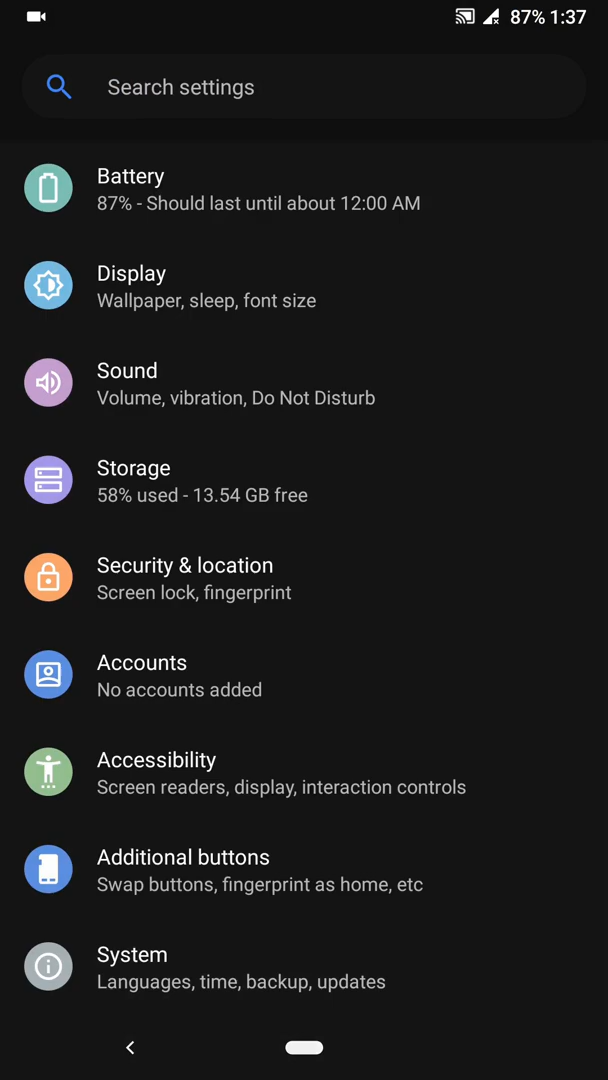 87% 1:37
Search settings
Battery
87% - Should last until about 12:00 AM
Display
Wallpaper, sleep, font size
Sound
Volume, vibration, Do Not Disturb
Storage
58% used - 13.54 GB free
Security & location
Screen lock, fingerprint
Accounts
No accounts added
Accessibility
Screen readers, display, interaction controls
Additional buttons
Swap buttons, fingerprint as home, etc
System
Languages, time, backup, updates